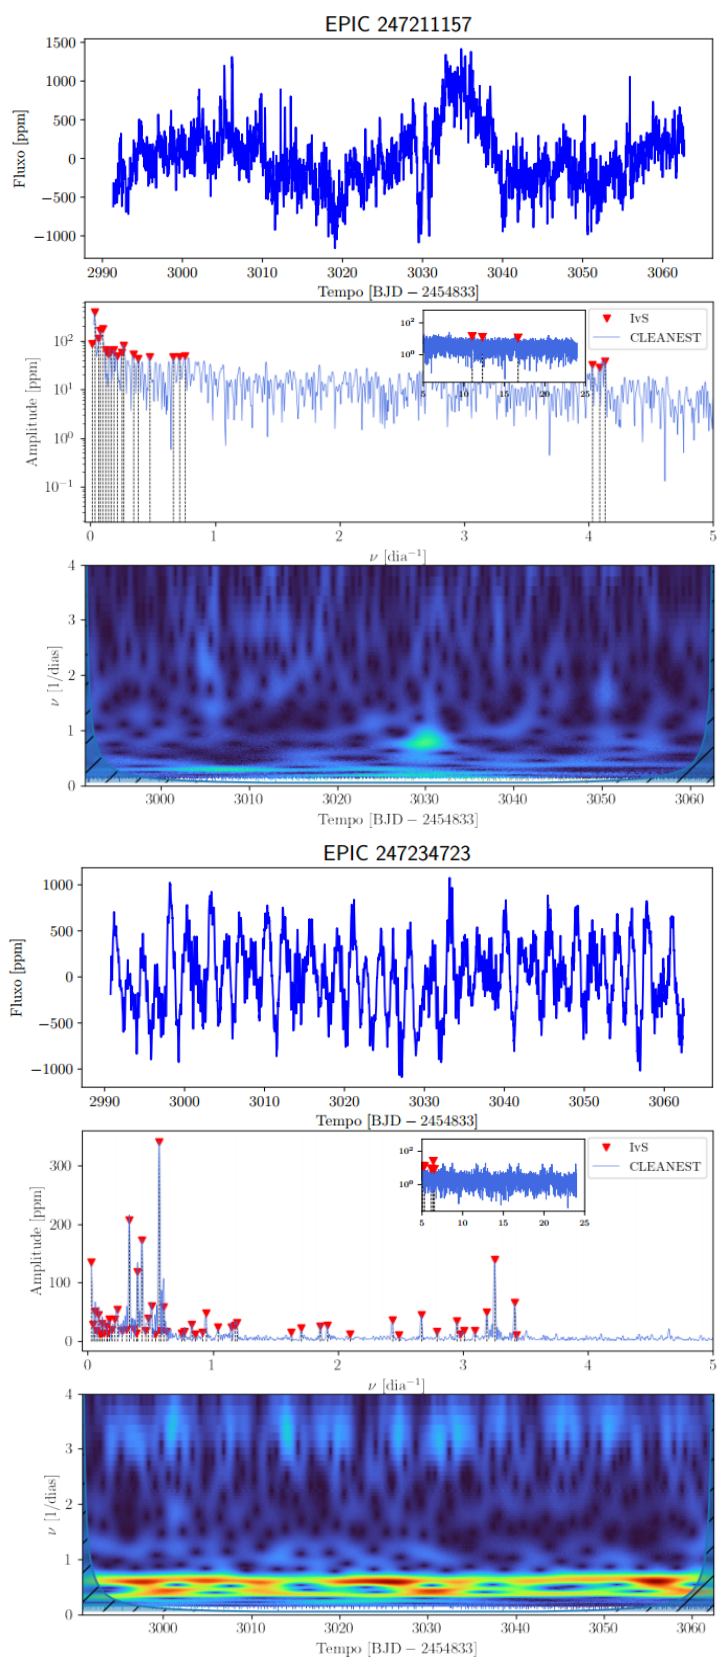 EPIC 247211157
1500
1000
500
0
−500
−1000
Fluxo [ppm]
2990 3000 3010 3020 3030 3040 3050 3060
Tempo [BJD − 2454833]
10²
10¹
10⁰
10⁻¹
Amplitude [ppm]
10²
10⁰
5 10 15 20 25
IvS
CLEANEST
0 1 2 3 4 5
ν [dia⁻¹]
4
3
2
1
0
ν [1/dias]
3000 3010 3020 3030 3040 3050 3060
Tempo [BJD − 2454833]
EPIC 247234723
1000
500
0
−500
−1000
Fluxo [ppm]
2990 3000 3010 3020 3030 3040 3050 3060
Tempo [BJD − 2454833]
300
200
100
0
Amplitude [ppm]
10²
10⁰
5 10 15 20 25
IvS
CLEANEST
0 1 2 3 4 5
ν [dia⁻¹]
4
3
2
1
0
ν [1/dias]
3000 3010 3020 3030 3040 3050 3060
Tempo [BJD − 2454833]